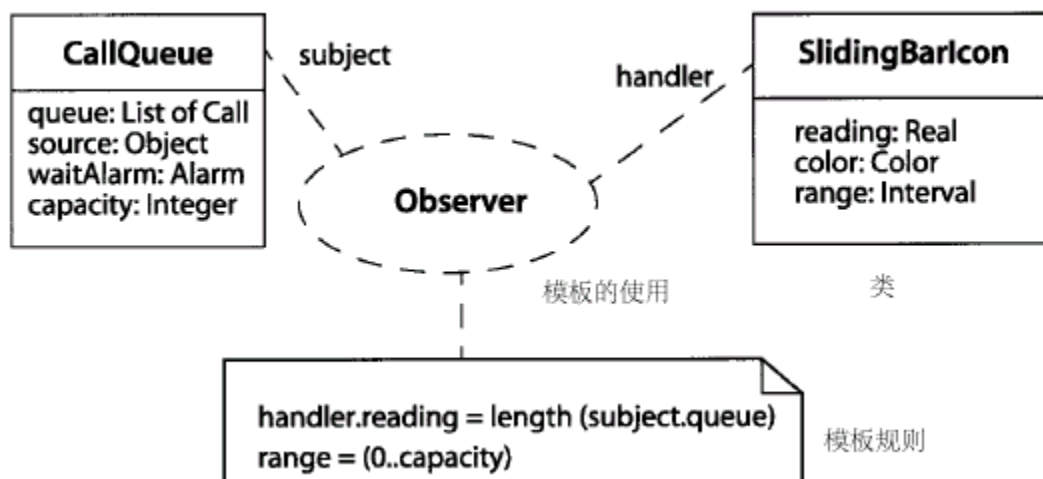 CallQueue
subject
SlidingBarIcon
handler
queue: List of Call
source: Object
waitAlarm: Alarm
capacity: Integer
reading: Real
color: Color
range: Interval
Observer
模板的使用
类
handler.reading = length (subject.queue)
range = (0..capacity)
模板规则